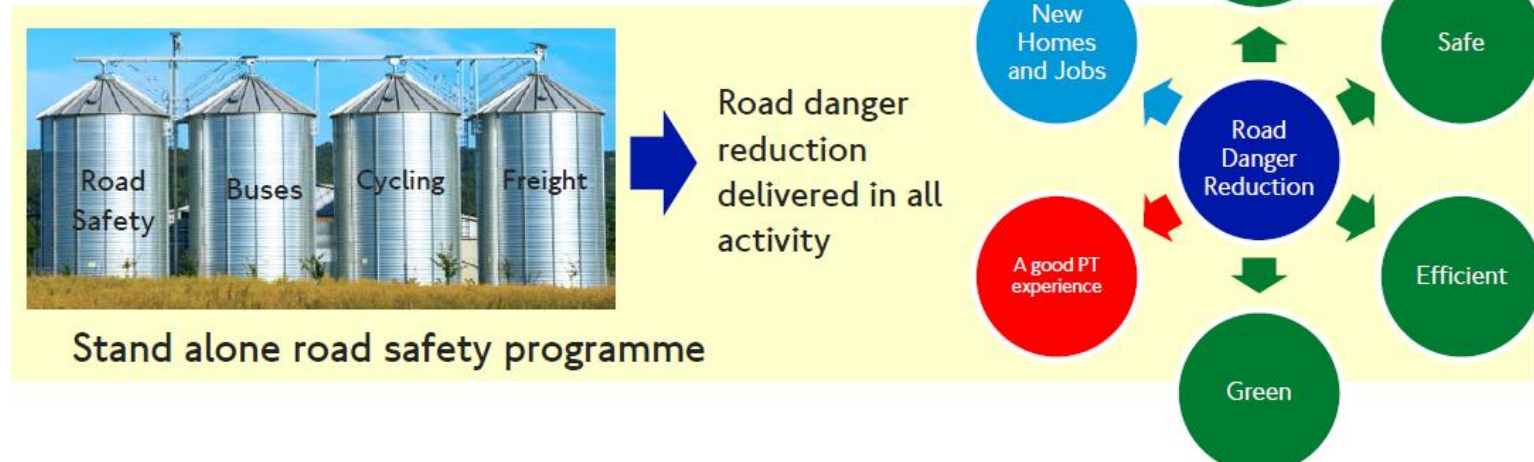 Road
Safety
Buses
Cycling
Freight
Stand alone road safety programme
Road danger
reduction
delivered in all
activity
New
Homes
and Jobs
Safe
Road
Danger
Reduction
A good PT
experience
Efficient
Green